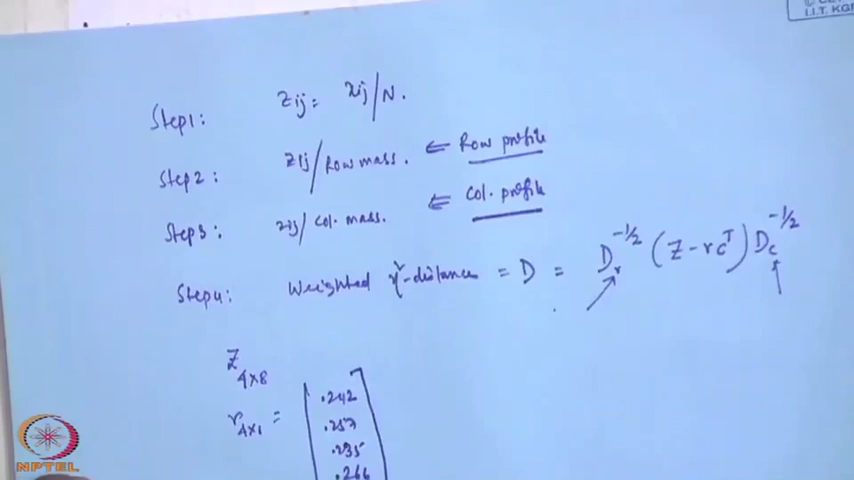 I.I.T. KGP
Step1: zij = xij/N.
Step2: zij/Row mass. ⇐ Row profile
Step3: zij/Col. mass. ⇐ Col. profile
Step4: Weighted χ²-distance = D = Dr^-1/2 (Z - rc^T) Dc^-1/2
Z 4x8
r 4x1 = [ .242
.257
.235
.266
NPTEL